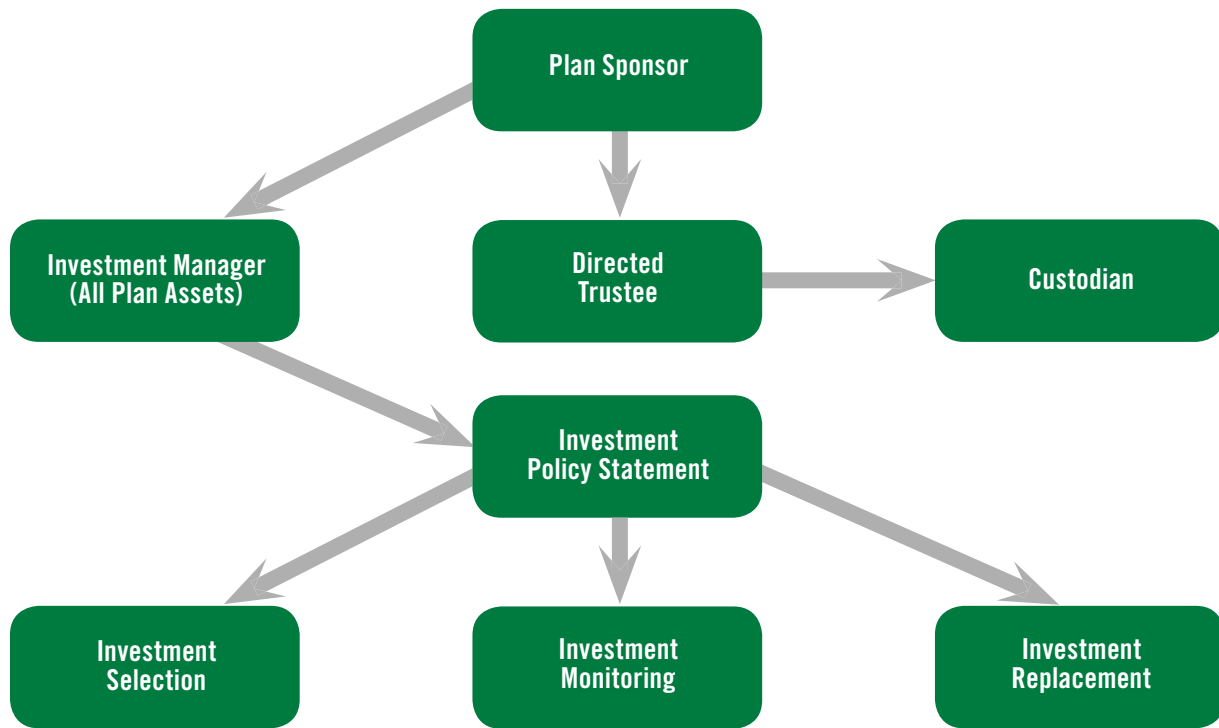 Plan Sponsor
Investment Manager
(All Plan Assets)
Directed
Trustee
Custodian
Investment
Policy Statement
Investment
Selection
Investment
Monitoring
Investment
Replacement